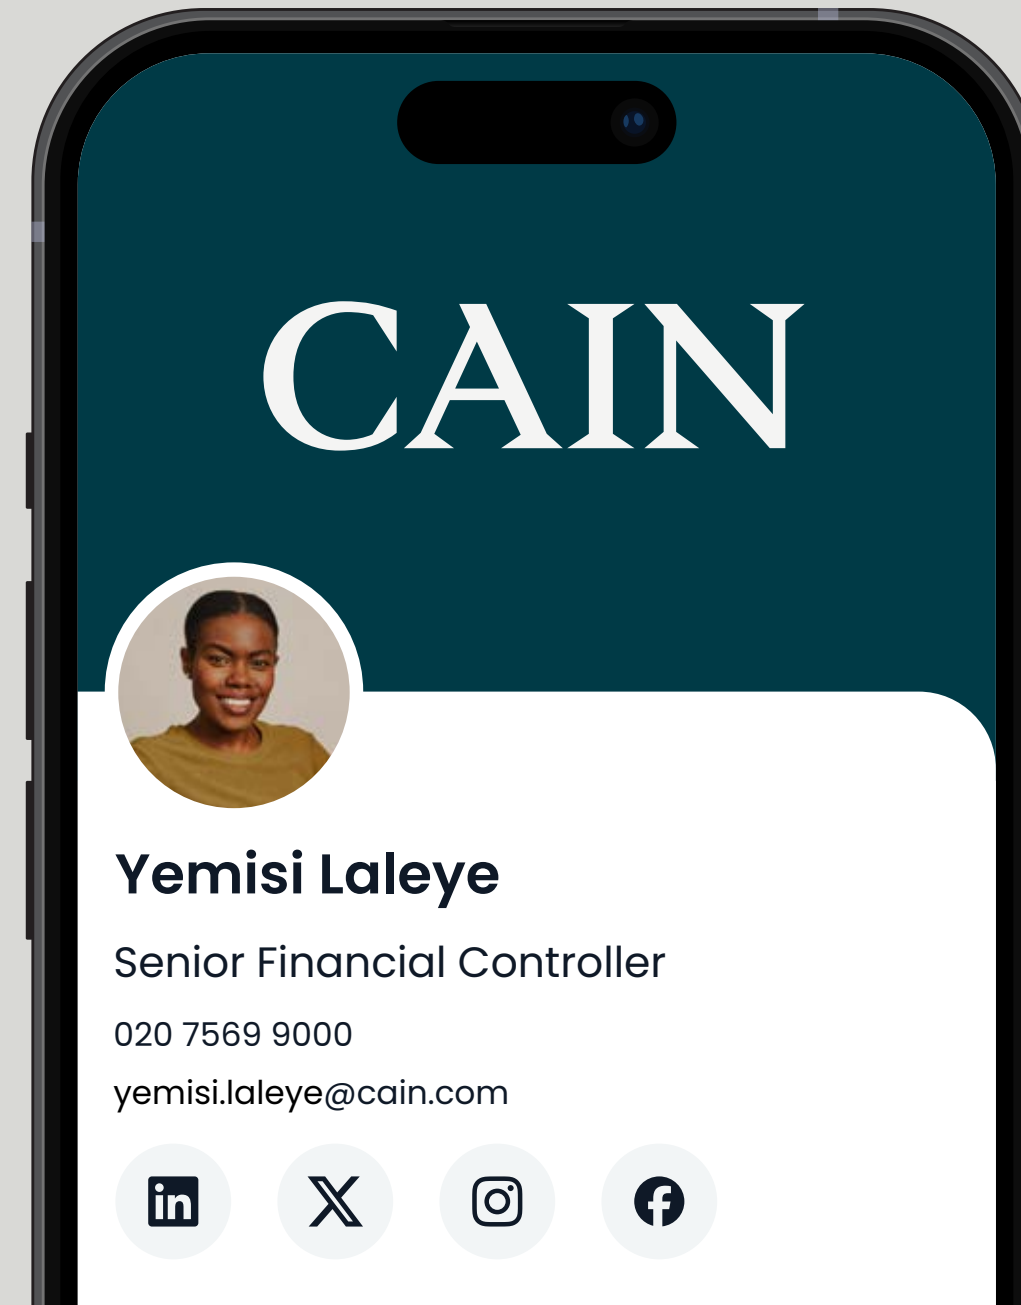 CAIN
Yemisi Laleye
Senior Financial Controller
020 7569 9000
yemisi.laleye@cain.com